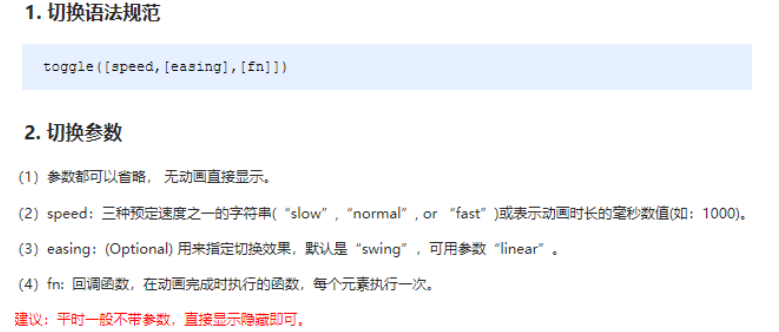 1. 切换语法规范
toggle([speed,[easing],[fn]])
2. 切换参数
（1）参数都可以省略， 无动画直接显示。
（2）speed：三种预定速度之一的字符串(“slow”,“normal”, or “fast”)或表示动画时长的毫秒数值(如：1000)。
（3）easing：(Optional) 用来指定切换效果，默认是“swing”，可用参数“linear”。
（4）fn: 回调函数，在动画完成时执行的函数，每个元素执行一次。
建议：平时一般不带参数，直接显示隐藏即可。